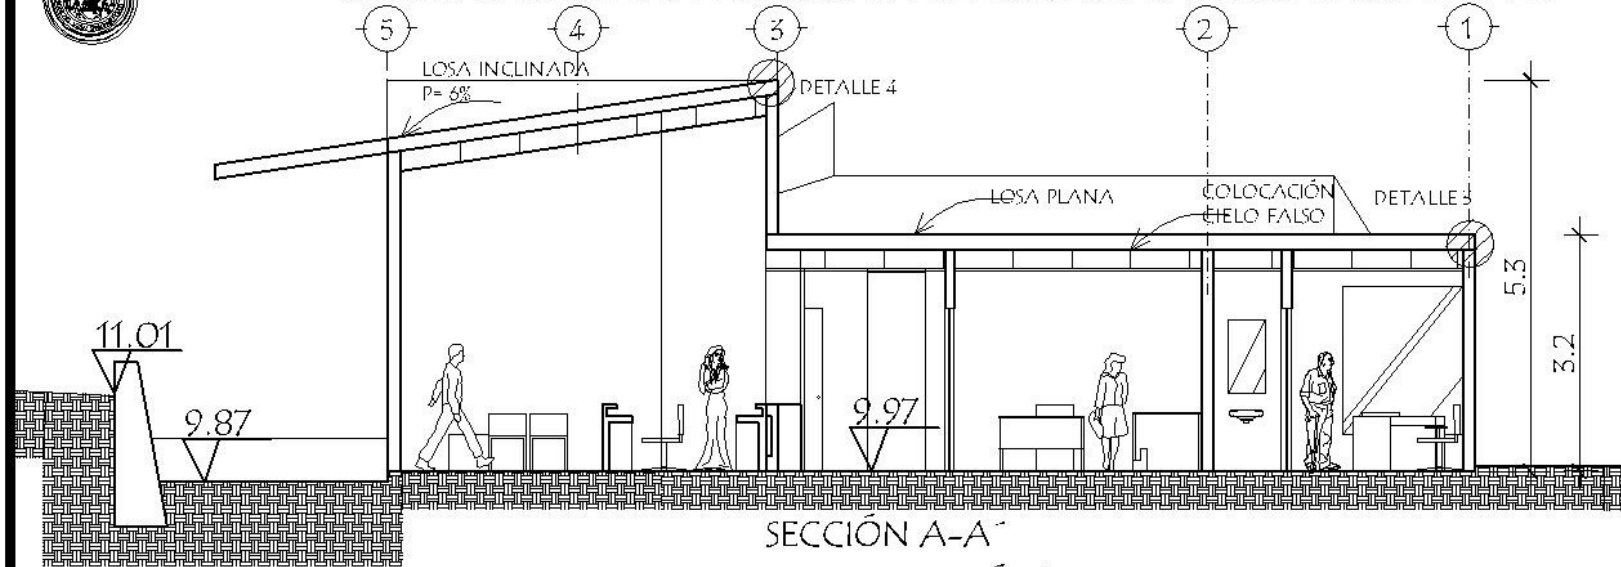 5 4 3 2 1
LOSA INCLINADA
P= 6%
DETALLE 4
LOSA PLANA
COLOCACIÓN
CIELO FALSO
DETALLE
5.3
3.2
11.01
9.87
9.97
SECCIÓN A-A´